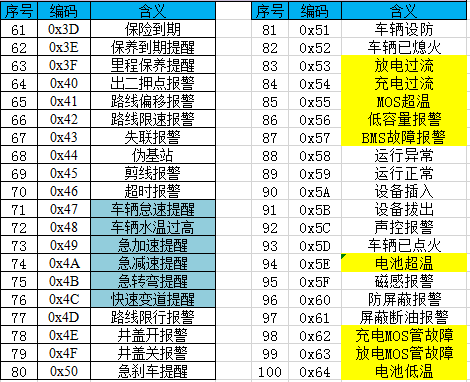 序号 编码 含义
61 0x3D 保险到期
62 0x3E 保养到期提醒
63 0x3F 里程保养提醒
64 0x40 出二押点报警
65 0x41 路线偏移报警
66 0x42 路线限速报警
67 0x43 失联报警
68 0x44 伪基站
69 0x45 剪线报警
70 0x46 超时报警
71 0x47 车辆怠速提醒
72 0x48 车辆水温过高
73 0x49 急加速提醒
74 0x4A 急减速提醒
75 0x4B 急转弯提醒
76 0x4C 快速变道提醒
77 0x4D 路线限行报警
78 0x4E 井盖开报警
79 0x4F 井盖关报警
80 0x50 急刹车提醒
序号 编码 含义
81 0x51 车辆设防
82 0x52 车辆已熄火
83 0x53 放电过流
84 0x54 充电过流
85 0x55 MOS超温
86 0x56 低容量报警
87 0x57 BMS故障报警
88 0x58 运行异常
89 0x59 运行正常
90 0x5A 设备插入
91 0x5B 设备拔出
92 0x5C 声控报警
93 0x5D 车辆已点火
94 0x5E 电池超温
95 0x5F 磁感报警
96 0x60 防屏蔽报警
97 0x61 屏蔽断油报警
98 0x62 充电MOS管故障
99 0x63 放电MOS管故障
100 0x64 电池低温